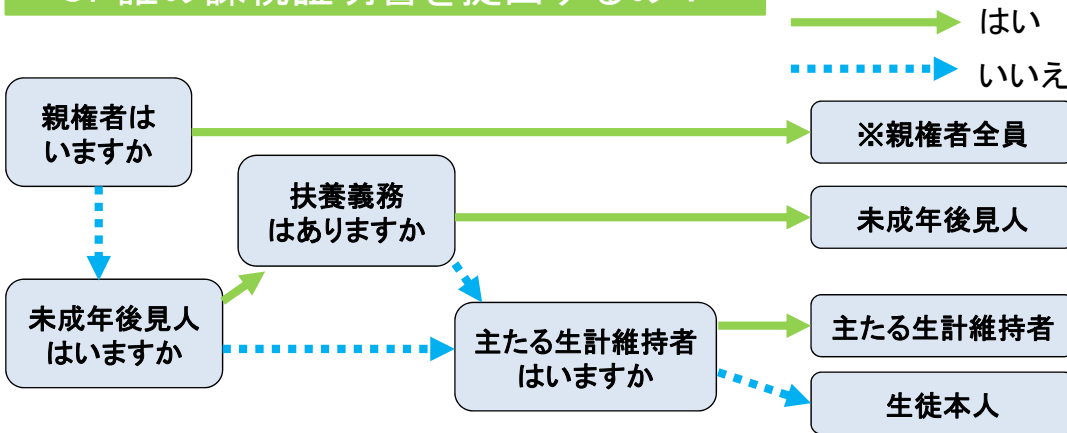 はい
いいえ
親権者は
いますか
※親権者全員
扶養義務
はありますか
未成年後見人
未成年後見人
はいますか
主たる生計維持者
はいますか
主たる生計維持者
生徒本人